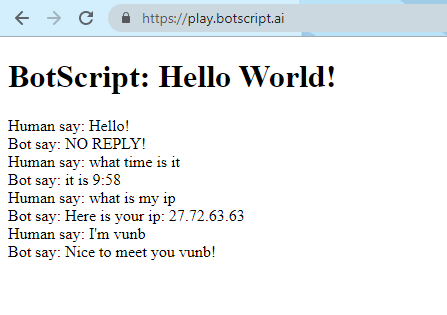 https://play.botscript.ai
BotScript: Hello World!
Human say: Hello!
Bot say: NO REPLY!
Human say: what time is it
Bot say: it is 9:58
Human say: what is my ip
Bot say: Here is your ip: 27.72.63.63
Human say: I'm vunb
Bot say: Nice to meet you vunb!